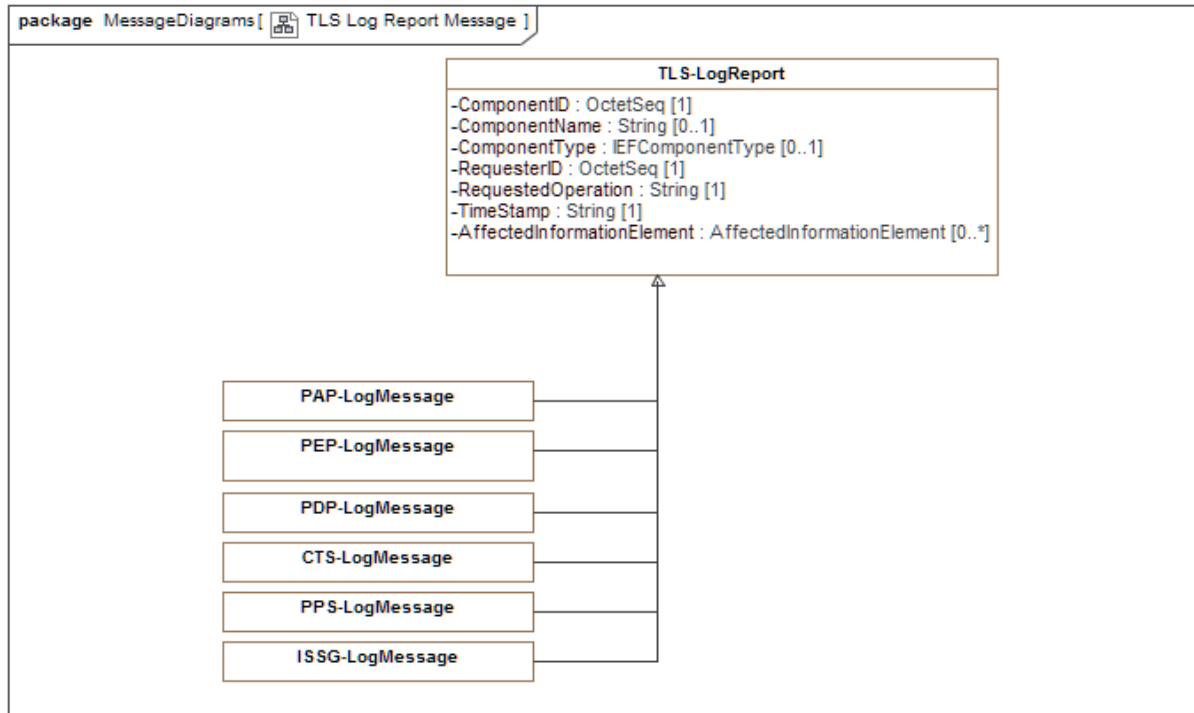 package MessageDiagrams[ TLS Log Report Message ]
TLS-LogReport
-ComponentID : OctetSeq [1]
-ComponentName : String [0..1]
-ComponentType : IEFComponentType [0..1]
-RequesterID : OctetSeq [1]
-RequestedOperation : String [1]
-TimeStamp : String [1]
-AffectedInformationElement : AffectedInformationElement [0..*]
PAP-LogMessage
PEP-LogMessage
PDP-LogMessage
CTS-LogMessage
PPS-LogMessage
ISSG-LogMessage